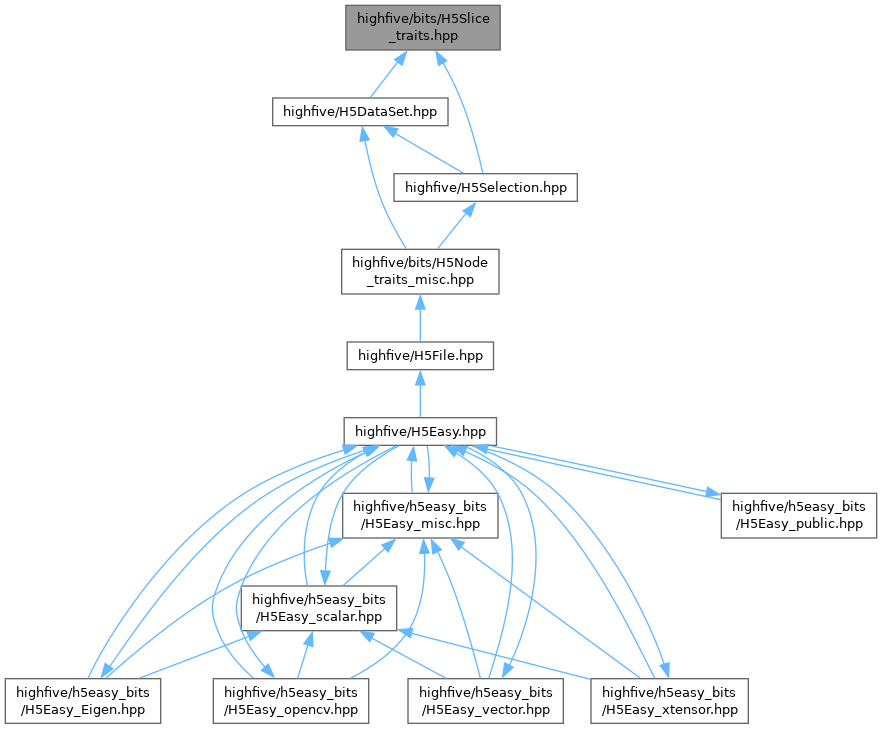 highfive/bits/H5Slice
_traits.hpp
highfive/H5DataSet.hpp
highfive/H5Selection.hpp
highfive/bits/H5Node
_traits_misc.hpp
highfive/H5File.hpp
highfive/H5Easy.hpp
highfive/h5easy_bits
/H5Easy_misc.hpp
highfive/h5easy_bits
/H5Easy_public.hpp
highfive/h5easy_bits
/H5Easy_scalar.hpp
highfive/h5easy_bits
/H5Easy_Eigen.hpp
highfive/h5easy_bits
/H5Easy_opencv.hpp
highfive/h5easy_bits
/H5Easy_vector.hpp
highfive/h5easy_bits
/H5Easy_xtensor.hpp